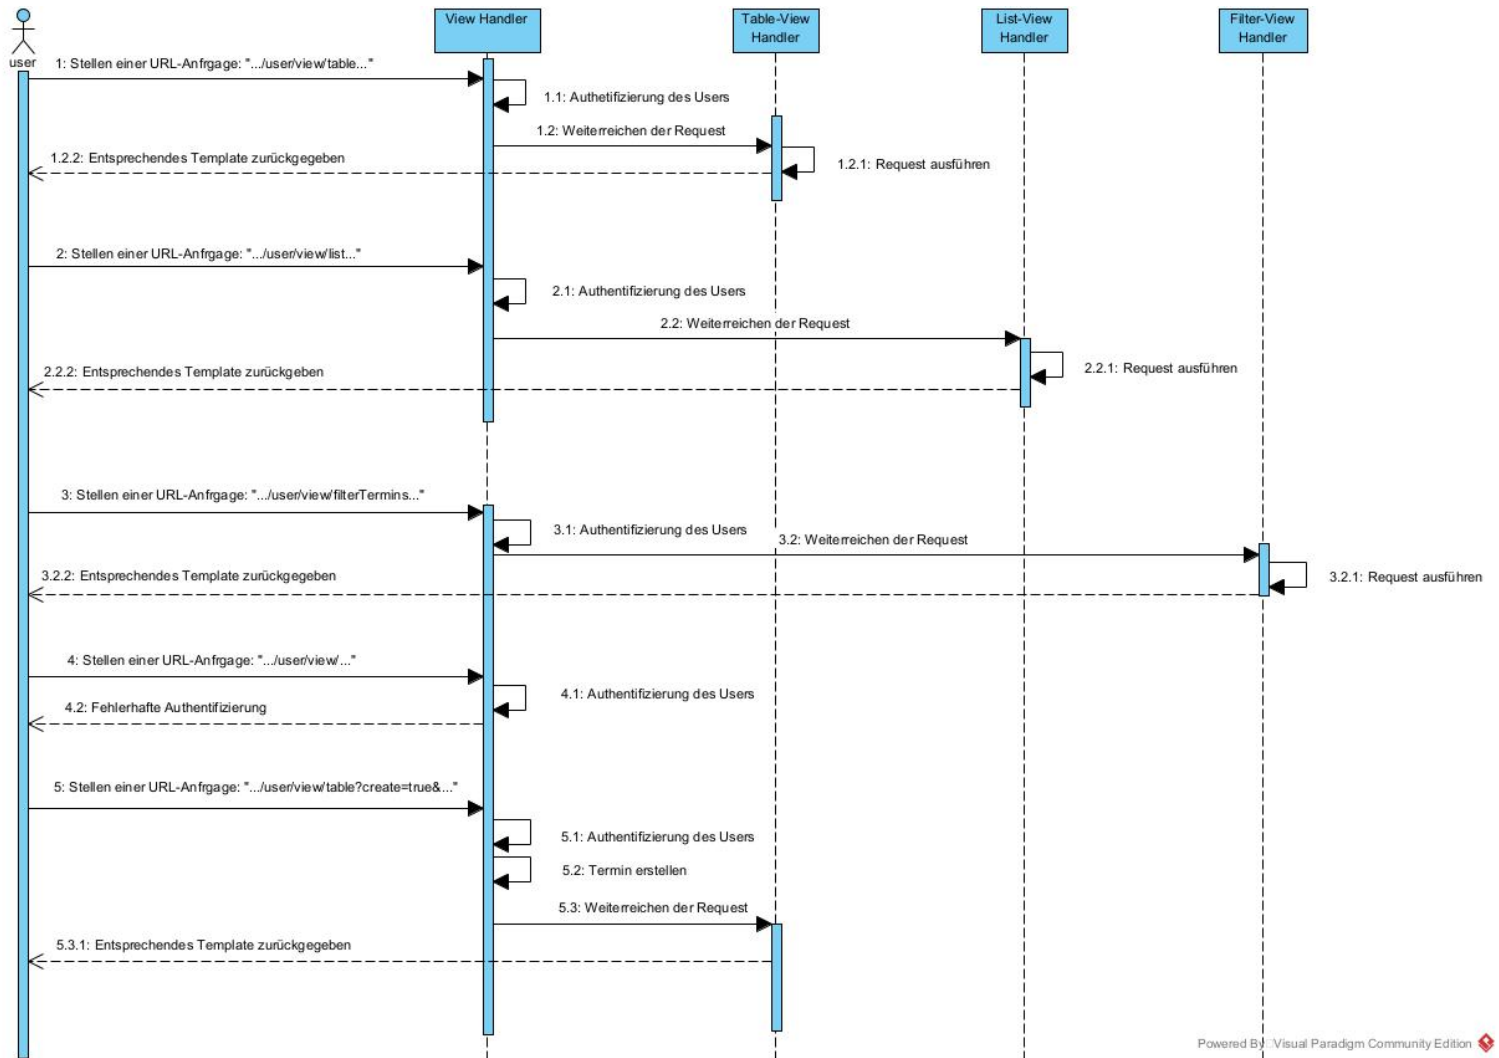 user
View Handler
Table-View
Handler
List-View
Handler
Filter-View
Handler
1: Stellen einer URL-Anfrgage: ".../user/view/table..."
1.1: Authetifizierung des Users
1.2: Weiterreichen der Request
1.2.2: Entsprechendes Template zurückgegeben
1.2.1: Request ausführen
2: Stellen einer URL-Anfrgage: ".../user/view/list..."
2.1: Authentifizierung des Users
2.2: Weiterreichen der Request
2.2.2: Entsprechendes Template zurückgeben
2.2.1: Request ausführen
3: Stellen einer URL-Anfrgage: ".../user/view/filterTermins..."
3.1: Authentifizierung des Users
3.2: Weiterreichen der Request
3.2.2: Entsprechendes Template zurückgegeben
3.2.1: Request ausführen
4: Stellen einer URL-Anfrgage: ".../user/view/..."
4.1: Authentifizierung des Users
4.2: Fehlerhafte Authentifizierung
5: Stellen einer URL-Anfrgage: ".../user/view/table?create=true&..."
5.1: Authentifizierung des Users
5.2: Termin erstellen
5.3: Weiterreichen der Request
5.3.1: Entsprechendes Template zurückgegeben
Powered By Visual Paradigm Community Edition